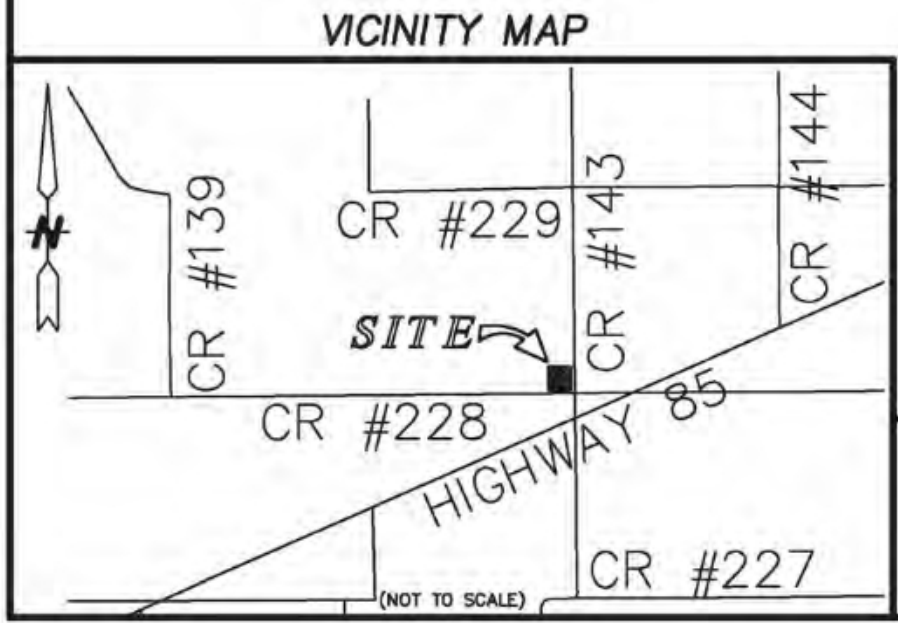 VICINITY MAP
N
CR #139
CR #229
CR #143
CR #144
SITE
CR #228
HIGHWAY 85
CR #227
(NOT TO SCALE)